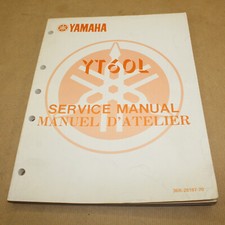 YAMAHA
YT60L
SERVICE MANUAL
MANUEL D'ATELIER